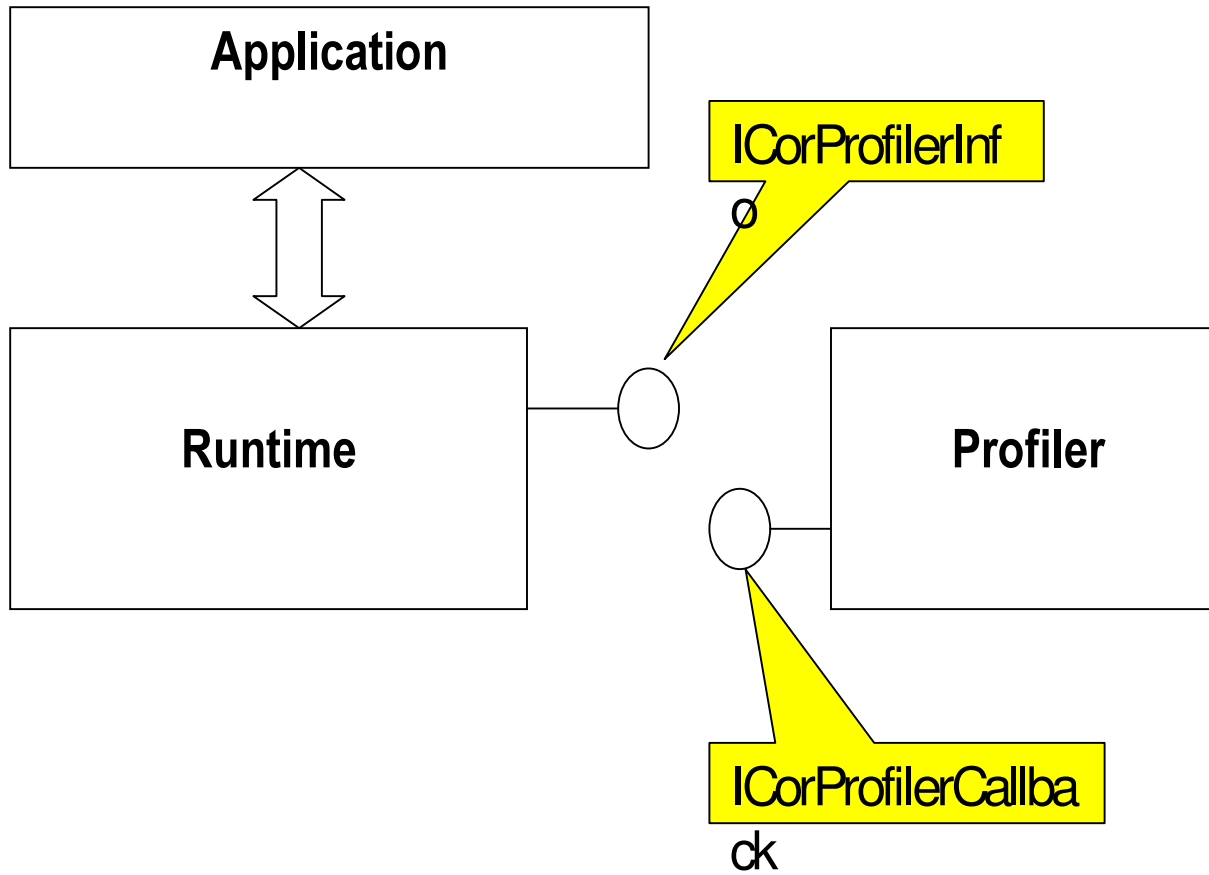 Application
ICorProfilerInf
o
Runtime
Profiler
ICorProfilerCallba
ck